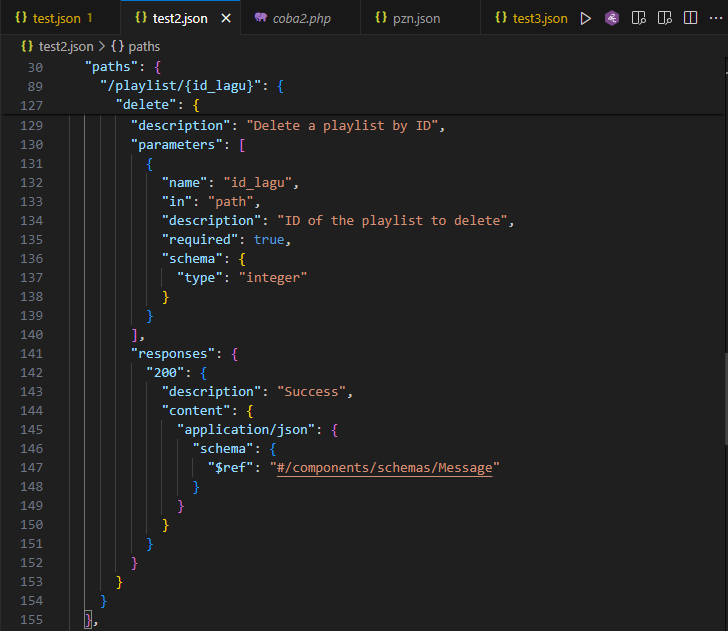 {} test.json 1 {} test2.json × coba2.php {} pzn.json {} test3.json
{} test2.json > {} paths
30 "paths": {
89 "/playlist/{id_lagu}": {
127 "delete": {
129 "description": "Delete a playlist by ID",
130 "parameters": [
131 {
132 "name": "id_lagu",
133 "in": "path",
134 "description": "ID of the playlist to delete",
135 "required": true,
136 "schema": {
137 "type": "integer"
138 }
139 }
140 ],
141 "responses": {
142 "200": {
143 "description": "Success",
144 "content": {
145 "application/json": {
146 "schema": {
147 "$ref": "#/components/schemas/Message"
148 }
149 }
150 }
151 }
152 }
153 }
154 }
155 },